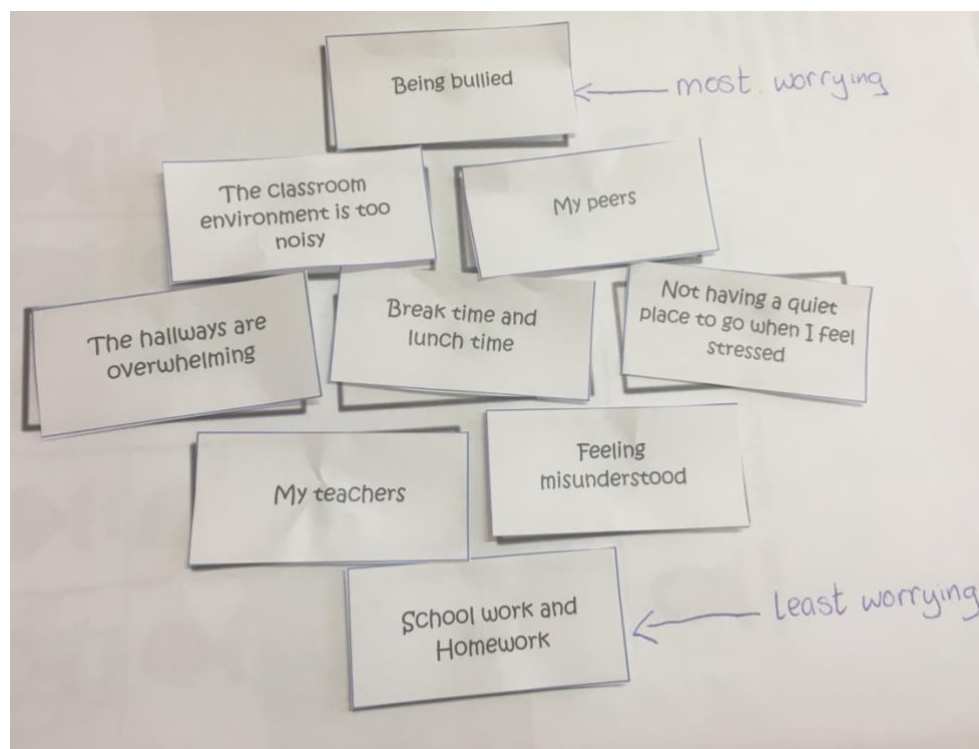 Being bullied
most worrying
The classroom
environment is too
noisy
My peers
The hallways are
overwhelming
Break time and
lunch time
Not having a quiet
place to go when I feel
stressed
My teachers
Feeling
misunderstood
School work and
Homework
least worrying